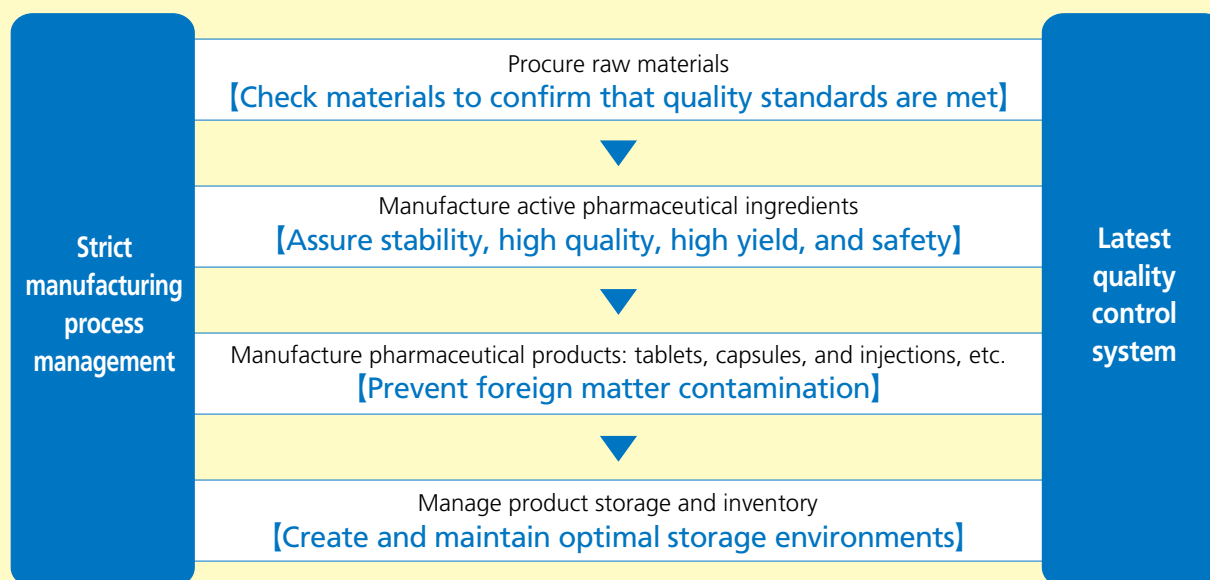 Strict
manufacturing
process
management
Procure raw materials
【Check materials to confirm that quality standards are met】
Manufacture active pharmaceutical ingredients
【Assure stability, high quality, high yield, and safety】
Manufacture pharmaceutical products: tablets, capsules, and injections, etc.
【Prevent foreign matter contamination】
Manage product storage and inventory
【Create and maintain optimal storage environments】
Latest
quality
control
system